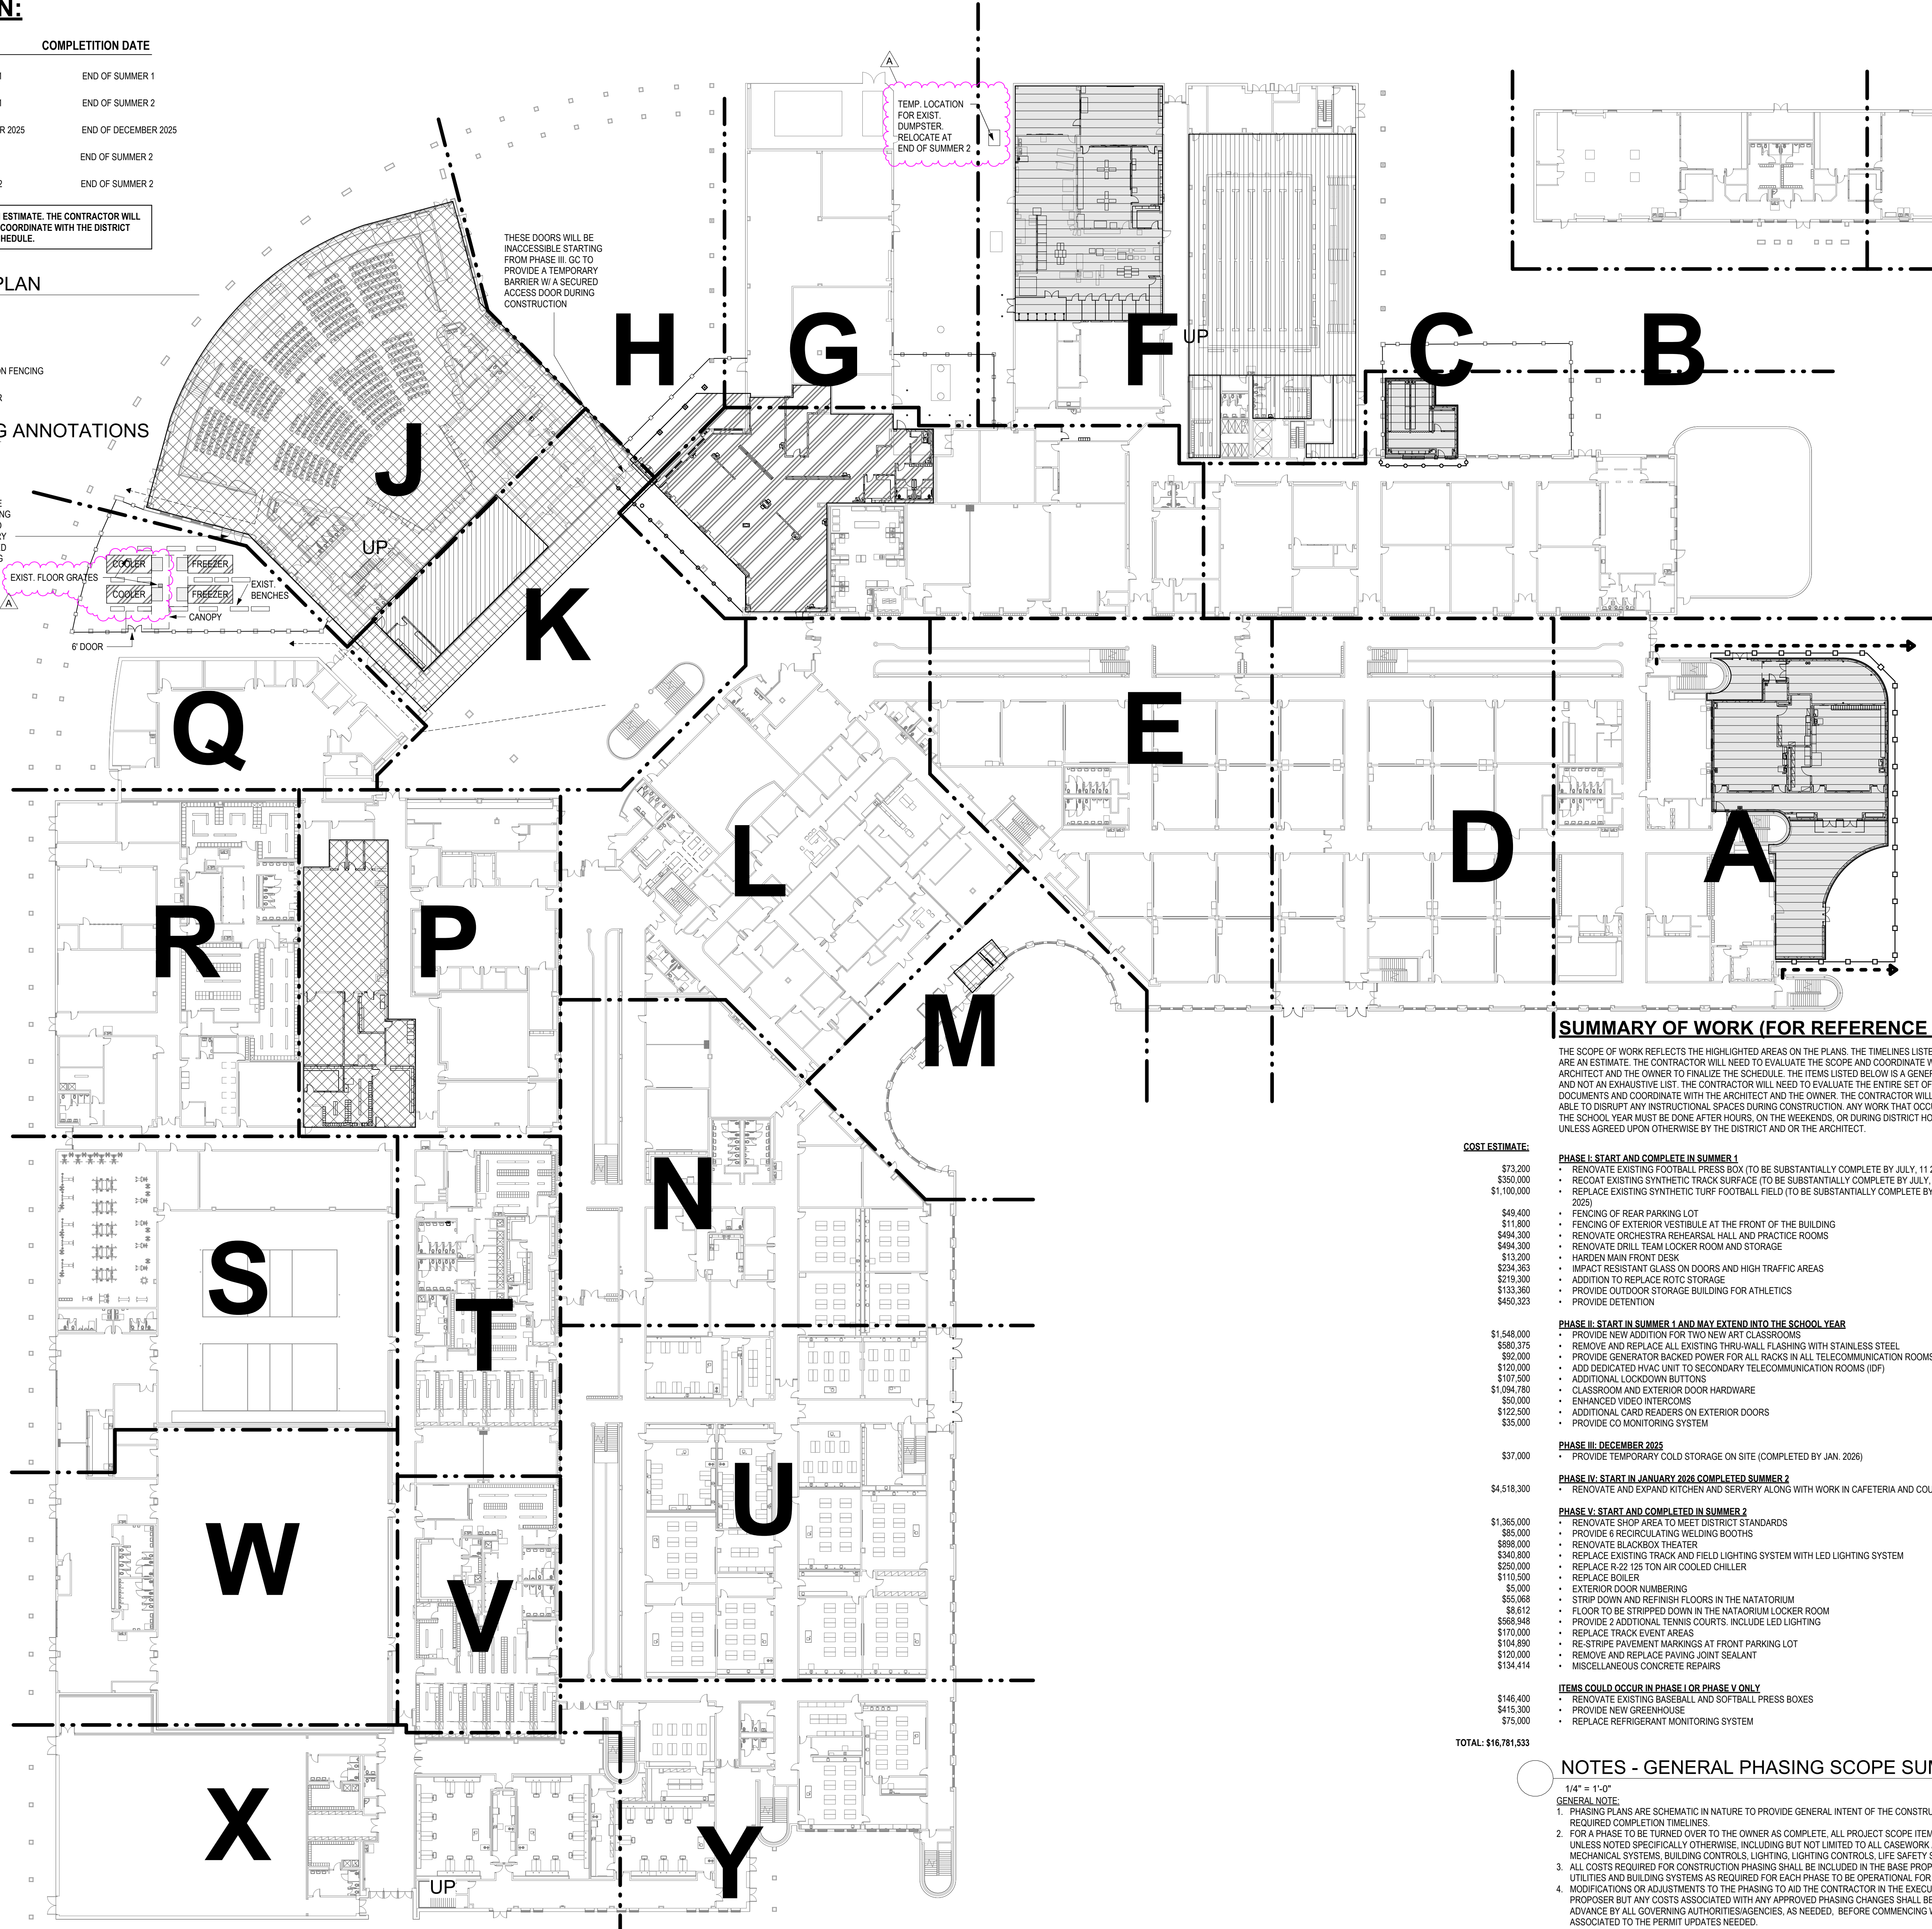 N:
COMPLETITION DATE
END OF SUMMER 1
END OF SUMMER 2
R 2025 END OF DECEMBER 2025
END OF SUMMER 2
2 END OF SUMMER 2
ESTIMATE. THE CONTRACTOR WILL
COORDINATE WITH THE DISTRICT
HEDULE.
PLAN
ON FENCING
R
G ANNOTATIONS
E
NG
D
RY
ED
G
A
TEMP. LOCATION
FOR EXIST.
DUMPSTER.
RELOCATE AT
END OF SUMMER 2
THESE DOORS WILL BE
INACCESSIBLE STARTING
FROM PHASE III. GC TO
PROVIDE A TEMPORARY
BARRIER W/ A SECURED
ACCESS DOOR DURING
CONSTRUCTION
H
G
F
UP
C
B
J
UP
K
COOLER
FREEZER
EXIST. FLOOR GRATES
COOLER
FREEZER
EXIST.
BENCHES
A
CANOPY
6' DOOR
Q
E
L
D
A
R
P
M
N
S
T
U
W
V
X
Y
UP
SUMMARY OF WORK (FOR REFERENCE
THE SCOPE OF WORK REFLECTS THE HIGHLIGHTED AREAS ON THE PLANS. THE TIMELINES LISTE
ARE AN ESTIMATE. THE CONTRACTOR WILL NEED TO EVALUATE THE SCOPE AND COORDINATE W
ARCHITECT AND THE OWNER TO FINALIZE THE SCHEDULE. THE ITEMS LISTED BELOW IS A GENER
AND NOT AN EXHAUSTIVE LIST. THE CONTRACTOR WILL NEED TO EVALUATE THE ENTIRE SET OF
DOCUMENTS AND COORDINATE WITH THE ARCHITECT AND THE OWNER. THE CONTRACTOR WILL
ABLE TO DISRUPT ANY INSTRUCTIONAL SPACES DURING CONSTRUCTION. ANY WORK THAT OCCU
THE SCHOOL YEAR MUST BE DONE AFTER HOURS, ON THE WEEKENDS, OR DURING DISTRICT HO
UNLESS AGREED UPON OTHERWISE BY THE DISTRICT AND OR THE ARCHITECT.
COST ESTIMATE:
PHASE I: START AND COMPLETE IN SUMMER 1
$73,200 • RENOVATE EXISTING FOOTBALL PRESS BOX (TO BE SUBSTANTIALLY COMPLETE BY JULY, 11 2
$350,000 • RECOAT EXISTING SYNTHETIC TRACK SURFACE (TO BE SUBSTANTIALLY COMPLETE BY JULY,
$1,100,000 • REPLACE EXISTING SYNTHETIC TURF FOOTBALL FIELD (TO BE SUBSTANTIALLY COMPLETE BY
2025)
$49,400 • FENCING OF REAR PARKING LOT
$11,800 • FENCING OF EXTERIOR VESTIBULE AT THE FRONT OF THE BUILDING
$494,300 • RENOVATE ORCHESTRA REHEARSAL HALL AND PRACTICE ROOMS
$494,300 • RENOVATE DRILL TEAM LOCKER ROOM AND STORAGE
$13,200 • HARDEN MAIN FRONT DESK
$234,363 • IMPACT RESISTANT GLASS ON DOORS AND HIGH TRAFFIC AREAS
$219,300 • ADDITION TO REPLACE ROTC STORAGE
$133,360 • PROVIDE OUTDOOR STORAGE BUILDING FOR ATHLETICS
$450,323 • PROVIDE DETENTION
PHASE II: START IN SUMMER 1 AND MAY EXTEND INTO THE SCHOOL YEAR
$1,548,000 • PROVIDE NEW ADDITION FOR TWO NEW ART CLASSROOMS
$580,375 • REMOVE AND REPLACE ALL EXISTING THRU-WALL FLASHING WITH STAINLESS STEEL
$92,000 • PROVIDE GENERATOR BACKED POWER FOR ALL RACKS IN ALL TELECOMMUNICATION ROOMS
$120,000 • ADD DEDICATED HVAC UNIT TO SECONDARY TELECOMMUNICATION ROOMS (IDF)
$107,500 • ADDITIONAL LOCKDOWN BUTTONS
$1,094,780 • CLASSROOM AND EXTERIOR DOOR HARDWARE
$50,000 • ENHANCED VIDEO INTERCOMS
$122,500 • ADDITIONAL CARD READERS ON EXTERIOR DOORS
$35,000 • PROVIDE CO MONITORING SYSTEM
PHASE III: DECEMBER 2025
$37,000 • PROVIDE TEMPORARY COLD STORAGE ON SITE (COMPLETED BY JAN. 2026)
PHASE IV: START IN JANUARY 2026 COMPLETED SUMMER 2
$4,518,300 • RENOVATE AND EXPAND KITCHEN AND SERVERY ALONG WITH WORK IN CAFETERIA AND COU
PHASE V: START AND COMPLETED IN SUMMER 2
$1,365,000 • RENOVATE SHOP AREA TO MEET DISTRICT STANDARDS
$85,000 • PROVIDE 6 RECIRCULATING WELDING BOOTHS
$898,000 • RENOVATE BLACKBOX THEATER
$340,800 • REPLACE EXISTING TRACK AND FIELD LIGHTING SYSTEM WITH LED LIGHTING SYSTEM
$250,000 • REPLACE R-22 125 TON AIR COOLED CHILLER
$110,500 • REPLACE BOILER
$5,000 • EXTERIOR DOOR NUMBERING
$55,068 • STRIP DOWN AND REFINISH FLOORS IN THE NATATORIUM
$8,612 • FLOOR TO BE STRIPPED DOWN IN THE NATAORIUM LOCKER ROOM
$568,948 • PROVIDE 2 ADDTIONAL TENNIS COURTS. INCLUDE LED LIGHTING
$170,000 • REPLACE TRACK EVENT AREAS
$104,890 • RE-STRIPE PAVEMENT MARKINGS AT FRONT PARKING LOT
$120,000 • REMOVE AND REPLACE PAVING JOINT SEALANT
$134,414 • MISCELLANEOUS CONCRETE REPAIRS
ITEMS COULD OCCUR IN PHASE I OR PHASE V ONLY
$146,400 • RENOVATE EXISTING BASEBALL AND SOFTBALL PRESS BOXES
$415,300 • PROVIDE NEW GREENHOUSE
$75,000 • REPLACE REFRIGERANT MONITORING SYSTEM
TOTAL: $16,781,533
NOTES - GENERAL PHASING SCOPE SUM
1/4" = 1'-0"
GENERAL NOTE:
1. PHASING PLANS ARE SCHEMATIC IN NATURE TO PROVIDE GENERAL INTENT OF THE CONSTRU
REQUIRED COMPLETION TIMELINES.
2. FOR A PHASE TO BE TURNED OVER TO THE OWNER AS COMPLETE, ALL PROJECT SCOPE ITEM
UNLESS NOTED SPECIFICALLY OTHERWISE, INCLUDING BUT NOT LIMITED TO ALL CASEWORK
MECHANICAL SYSTEMS, BUILDING CONTROLS, LIGHTING, LIGHTING CONTROLS, LIFE SAFETY S
3. ALL COSTS REQUIRED FOR CONSTRUCTION PHASING SHALL BE INCLUDED IN THE BASE PROP
UTILITIES AND BUILDING SYSTEMS AS REQUIRED FOR EACH PHASE TO BE OPERATIONAL FOR
4. MODIFICATIONS OR ADJUSTMENTS TO THE PHASING TO AID THE CONTRACTOR IN THE EXECU
PROPOSER BUT ANY COSTS ASSOCIATED WITH ANY APPROVED PHASING CHANGES SHALL BE
ADVANCE BY ALL GOVERNING AUTHORITIES/AGENCIES, AS NEEDED, BEFORE COMMENCING W
ASSOCIATED TO THE PERMIT UPDATES NEEDED.